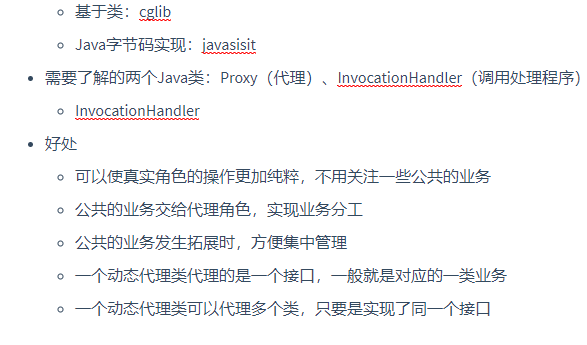 基于类：cglib
Java字节码实现：javasisit
需要了解的两个Java类：Proxy（代理）、InvocationHandler（调用处理程序）
InvocationHandler
好处
可以使真实角色的操作更加纯粹，不用关注一些公共的业务
公共的业务交给代理角色，实现业务分工
公共的业务发生拓展时，方便集中管理
一个动态代理类代理的是一个接口，一般就是对应的一类业务
一个动态代理类可以代理多个类，只要是实现了同一个接口